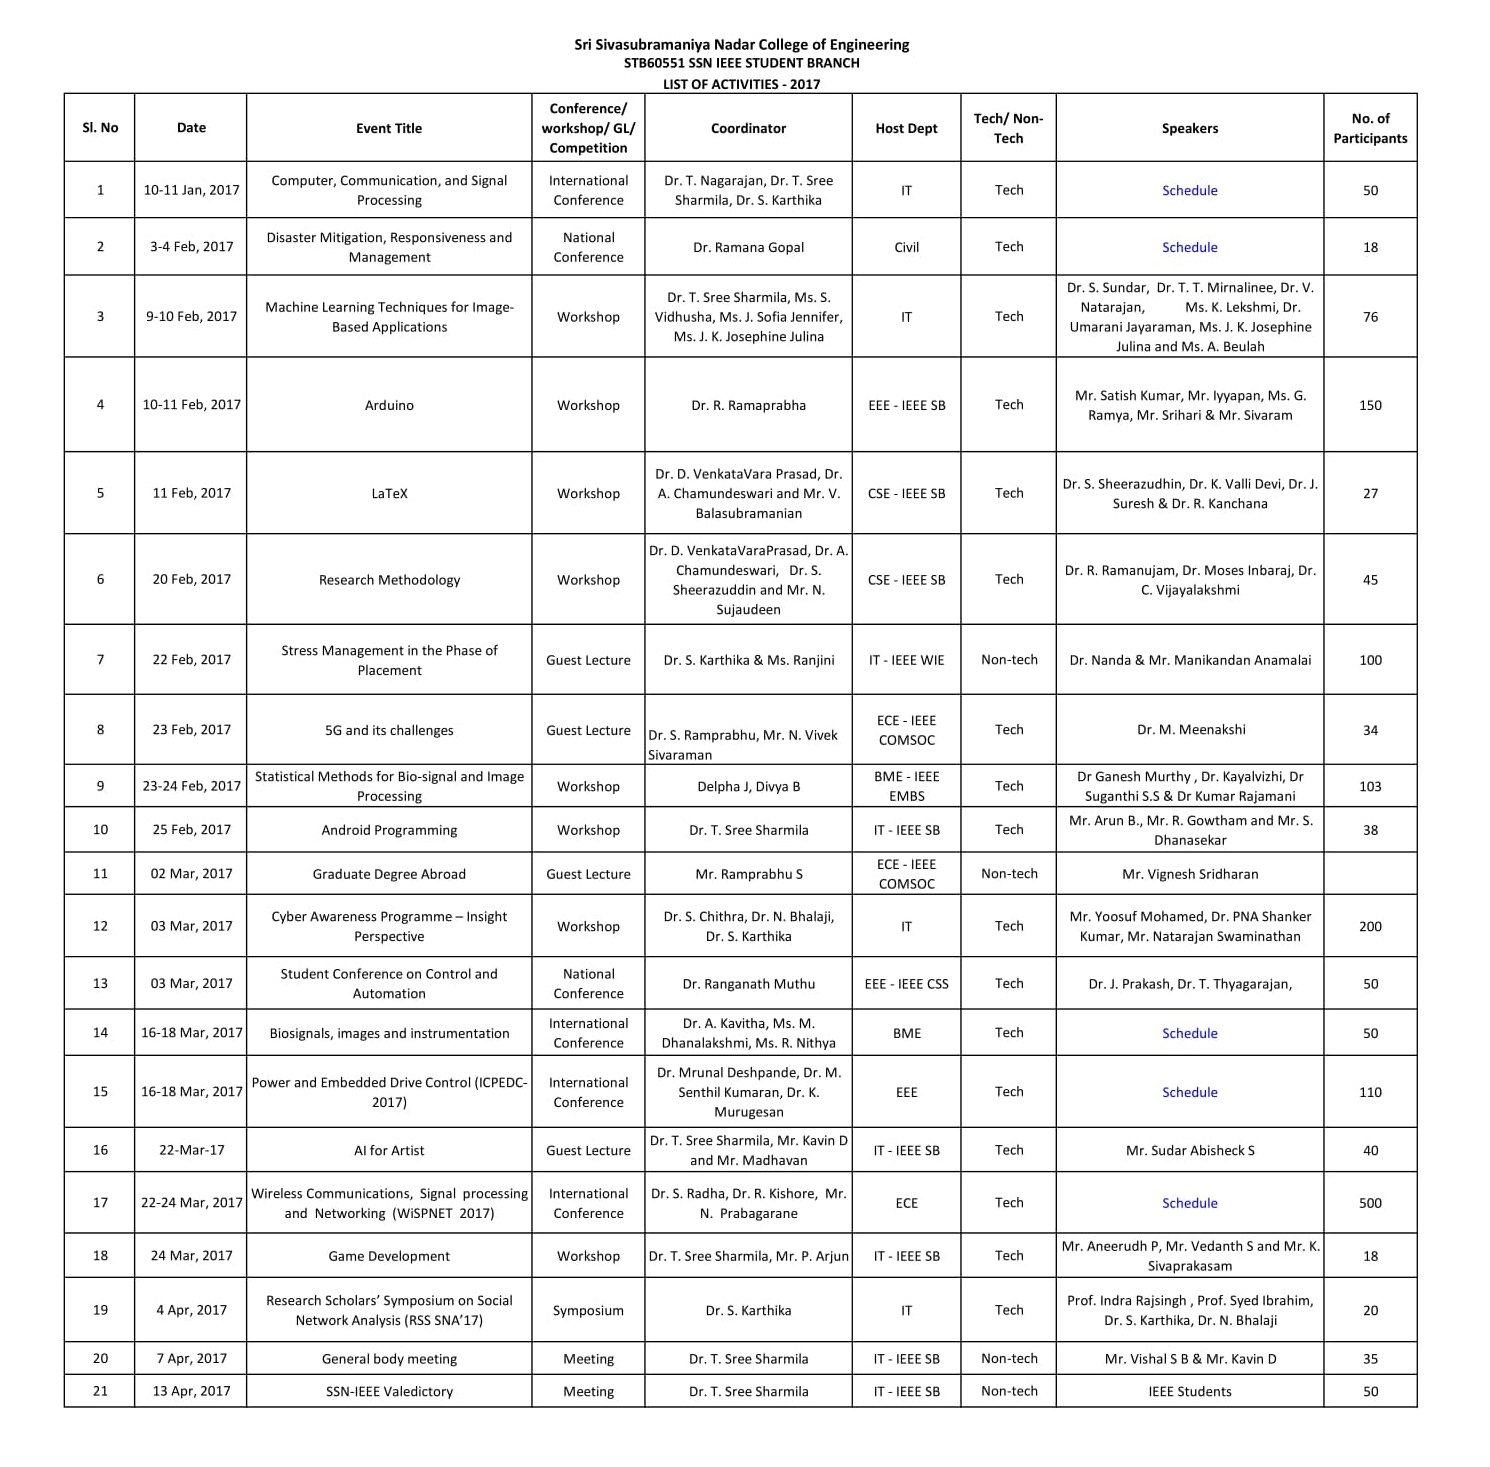 Sri Sivasubramaniya Nadar College of Engineering
STB60551 SSN IEEE STUDENT BRANCH
LIST OF ACTIVITIES - 2017
Sl. No
Date
Event Title
Conference/
workshop/ GL/
Competition
Coordinator
Host Dept
Tech/ Non-
Tech
Speakers
No. of
Participants
1
10-11 Jan, 2017
Computer, Communication, and Signal
Processing
International
Conference
Dr. T. Nagarajan, Dr. T. Sree
Sharmila, Dr. S. Karthika
IT
Tech
Schedule
50
2
3-4 Feb, 2017
Disaster Mitigation, Responsiveness and
Management
National
Conference
Dr. Ramana Gopal
Civil
Tech
Schedule
18
3
9-10 Feb, 2017
Machine Learning Techniques for Image-
Based Applications
Workshop
Dr. T. Sree Sharmila, Ms. S.
Vidhusha, Ms. J. Sofia Jennifer,
Ms. J. K. Josephine Julina
IT
Tech
Dr. S. Sundar, Dr. T. T. Mirnalinee, Dr. V.
Natarajan, Ms. K. Lekshmi, Dr.
Umarani Jayaraman, Ms. J. K. Josephine
Julina and Ms. A. Beulah
76
4
10-11 Feb, 2017
Arduino
Workshop
Dr. R. Ramaprabha
EEE - IEEE SB
Tech
Mr. Satish Kumar, Mr. Iyyapan, Ms. G.
Ramya, Mr. Srihari & Mr. Sivaram
150
5
11 Feb, 2017
LaTeX
Workshop
Dr. D. VenkataVara Prasad, Dr.
A. Chamundeswari and Mr. V.
Balasubramanian
CSE - IEEE SB
Tech
Dr. S. Sheerazudhin, Dr. K. Valli Devi, Dr. J.
Suresh & Dr. R. Kanchana
27
6
20 Feb, 2017
Research Methodology
Workshop
Dr. D. VenkataVaraPrasad, Dr. A.
Chamundeswari, Dr. S.
Sheerazuddin and Mr. N.
Sujaudeen
CSE - IEEE SB
Tech
Dr. R. Ramanujam, Dr. Moses Inbaraj, Dr.
C. Vijayalakshmi
45
7
22 Feb, 2017
Stress Management in the Phase of
Placement
Guest Lecture
Dr. S. Karthika & Ms. Ranjini
IT - IEEE WIE
Non-tech
Dr. Nanda & Mr. Manikandan Anamalai
100
8
23 Feb, 2017
5G and its challenges
Guest Lecture
Dr. S. Ramprabhu, Mr. N. Vivek
Sivaraman
ECE - IEEE
COMSOC
Tech
Dr. M. Meenakshi
34
9
23-24 Feb, 2017
Statistical Methods for Bio-signal and Image
Processing
Workshop
Delpha J, Divya B
BME - IEEE
EMBS
Tech
Dr Ganesh Murthy , Dr. Kayalvizhi, Dr
Suganthi S.S & Dr Kumar Rajamani
103
10
25 Feb, 2017
Android Programming
Workshop
Dr. T. Sree Sharmila
IT - IEEE SB
Tech
Mr. Arun B., Mr. R. Gowtham and Mr. S.
Dhanasekar
38
11
02 Mar, 2017
Graduate Degree Abroad
Guest Lecture
Mr. Ramprabhu S
ECE - IEEE
COMSOC
Non-tech
Mr. Vignesh Sridharan
12
03 Mar, 2017
Cyber Awareness Programme – Insight
Perspective
Workshop
Dr. S. Chithra, Dr. N. Bhalaji,
Dr. S. Karthika
IT
Tech
Mr. Yoosuf Mohamed, Dr. PNA Shanker
Kumar, Mr. Natarajan Swaminathan
200
13
03 Mar, 2017
Student Conference on Control and
Automation
National
Conference
Dr. Ranganath Muthu
EEE - IEEE CSS
Tech
Dr. J. Prakash, Dr. T. Thyagarajan,
50
14
16-18 Mar, 2017
Biosignals, images and instrumentation
International
Conference
Dr. A. Kavitha, Ms. M.
Dhanalakshmi, Ms. R. Nithya
BME
Tech
Schedule
50
15
16-18 Mar, 2017
Power and Embedded Drive Control (ICPEDC-
2017)
International
Conference
Dr. Mrunal Deshpande, Dr. M.
Senthil Kumaran, Dr. K.
Murugesan
EEE
Tech
Schedule
110
16
22-Mar-17
AI for Artist
Guest Lecture
Dr. T. Sree Sharmila, Mr. Kavin D
and Mr. Madhavan
IT - IEEE SB
Tech
Mr. Sudar Abisheck S
40
17
22-24 Mar, 2017
Wireless Communications, Signal processing
and Networking (WiSPNET 2017)
International
Conference
Dr. S. Radha, Dr. R. Kishore, Mr.
N. Prabagarane
ECE
Tech
Schedule
500
18
24 Mar, 2017
Game Development
Workshop
Dr. T. Sree Sharmila, Mr. P. Arjun
IT - IEEE SB
Tech
Mr. Aneerudh P, Mr. Vedanth S and Mr. K.
Sivaprakasam
18
19
4 Apr, 2017
Research Scholars’ Symposium on Social
Network Analysis (RSS SNA’17)
Symposium
Dr. S. Karthika
IT
Tech
Prof. Indra Rajsingh , Prof. Syed Ibrahim,
Dr. S. Karthika, Dr. N. Bhalaji
20
20
7 Apr, 2017
General body meeting
Meeting
Dr. T. Sree Sharmila
IT - IEEE SB
Non-tech
Mr. Vishal S B & Mr. Kavin D
35
21
13 Apr, 2017
SSN-IEEE Valedictory
Meeting
Dr. T. Sree Sharmila
IT - IEEE SB
Non-tech
IEEE Students
50